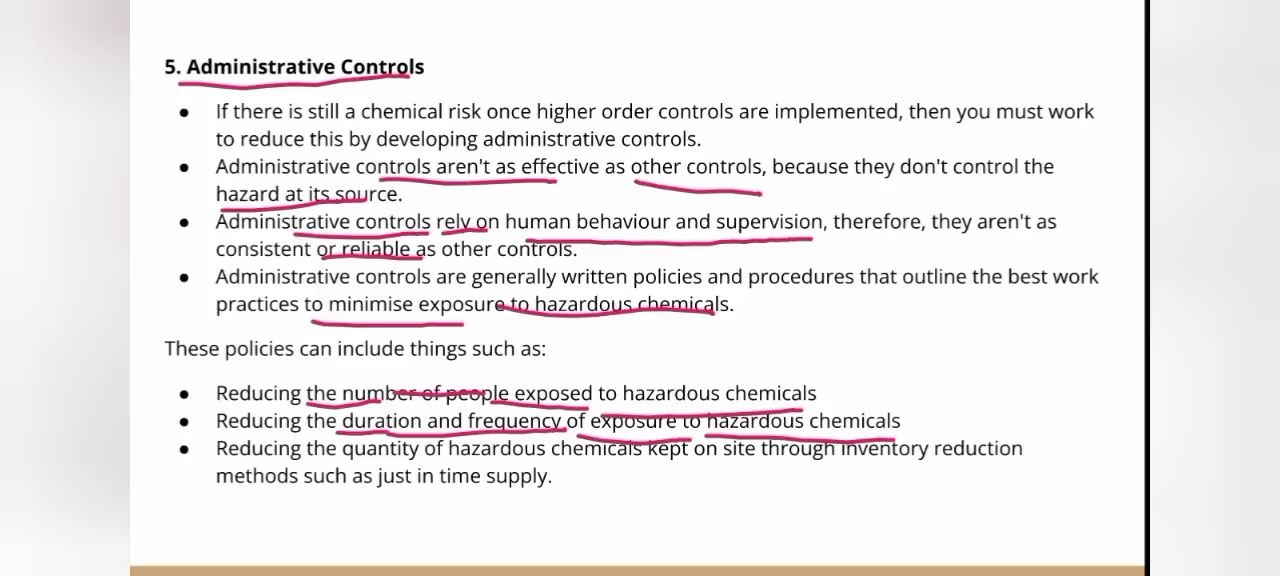 5. Administrative Controls
● If there is still a chemical risk once higher order controls are implemented, then you must work
to reduce this by developing administrative controls.
● Administrative controls aren't as effective as other controls, because they don't control the
hazard at its source.
● Administrative controls rely on human behaviour and supervision, therefore, they aren't as
consistent or reliable as other controls.
● Administrative controls are generally written policies and procedures that outline the best work
practices to minimise exposure to hazardous chemicals.
These policies can include things such as:
● Reducing the number of people exposed to hazardous chemicals
● Reducing the duration and frequency of exposure to hazardous chemicals
● Reducing the quantity of hazardous chemicals kept on site through inventory reduction
methods such as just in time supply.